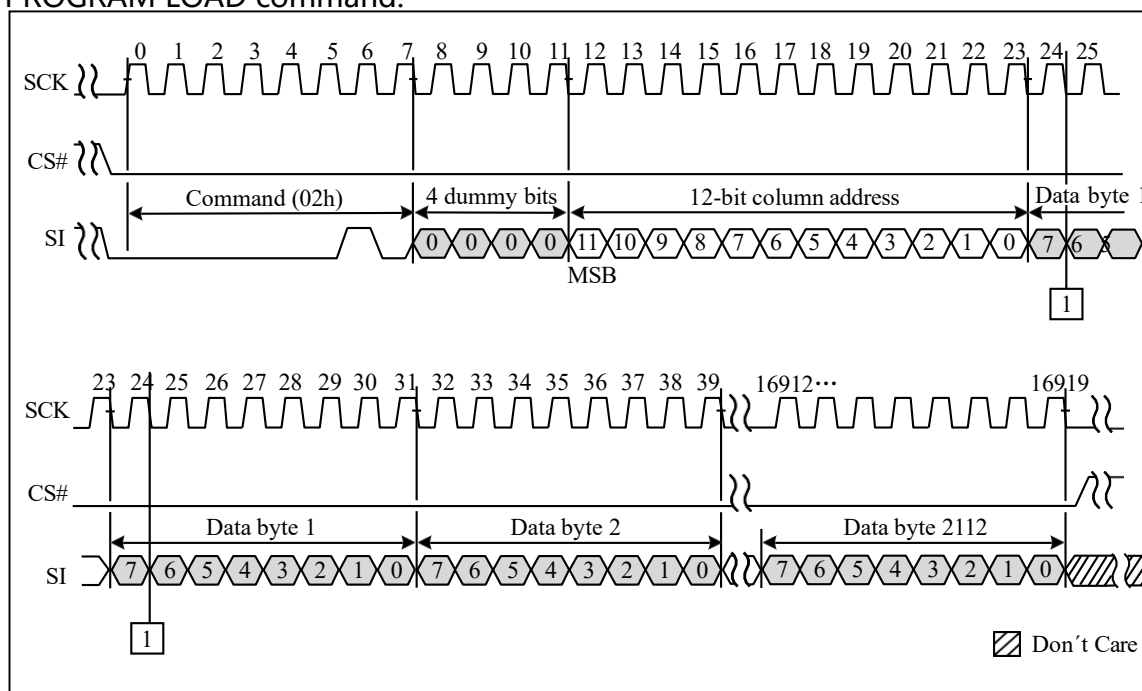 PROGRAM LOAD command.
0 1 2 3 4 5 6 7 8 9 10 11 12 13 14 15 16 17 18 19 20 21 22 23 24 25
SCK
CS#
Command (02h) 4 dummy bits 12-bit column address Data byte 1
SI 0 0 0 0 11 10 9 8 7 6 5 4 3 2 1 0 7 6 5
MSB
1
23 24 25 26 27 28 29 30 31 32 33 34 35 36 37 38 39 16912··· 16919
SCK
CS#
Data byte 1 Data byte 2 Data byte 2112
SI 7 6 5 4 3 2 1 0 7 6 5 4 3 2 1 0 7 6 5 4 3 2 1 0
1
Don´t Care